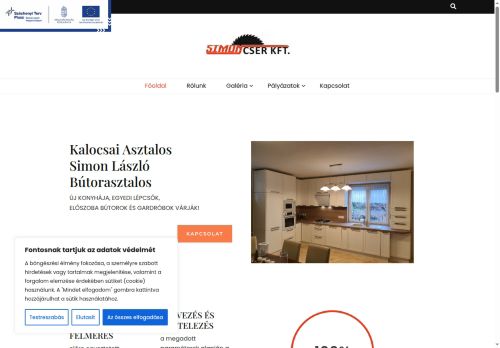 Széchenyi Terv Plusz
SIMON CSER KFT.
Főoldal Rólunk Galéria Pályázatok Kapcsolat
Kalocsai Asztalos
Simon László
Bútorasztalos
ÚJ KONYHÁJA, EGYEDI LÉPCSŐK,
ELŐSZOBA BÚTOROK ÉS GARDRÓBOK VÁRJÁK!
KAPCSOLAT
Fontosnak tartjuk az adatok védelmét
A böngészési élmény fokozása, a személyre szabott
hirdetések vagy tartalmak megjelenítése, valamint a
forgalom elemzése érdekében sütiket (cookie)
használunk. A "Mindet elfogadom" gombra kattintva
hozzájárulhat a sütik használatához.
Testreszabás Elutasít Az összes elfogadása
VEZÉS ÉS
TELEZÉS
a megadott
FELMÉRÉS